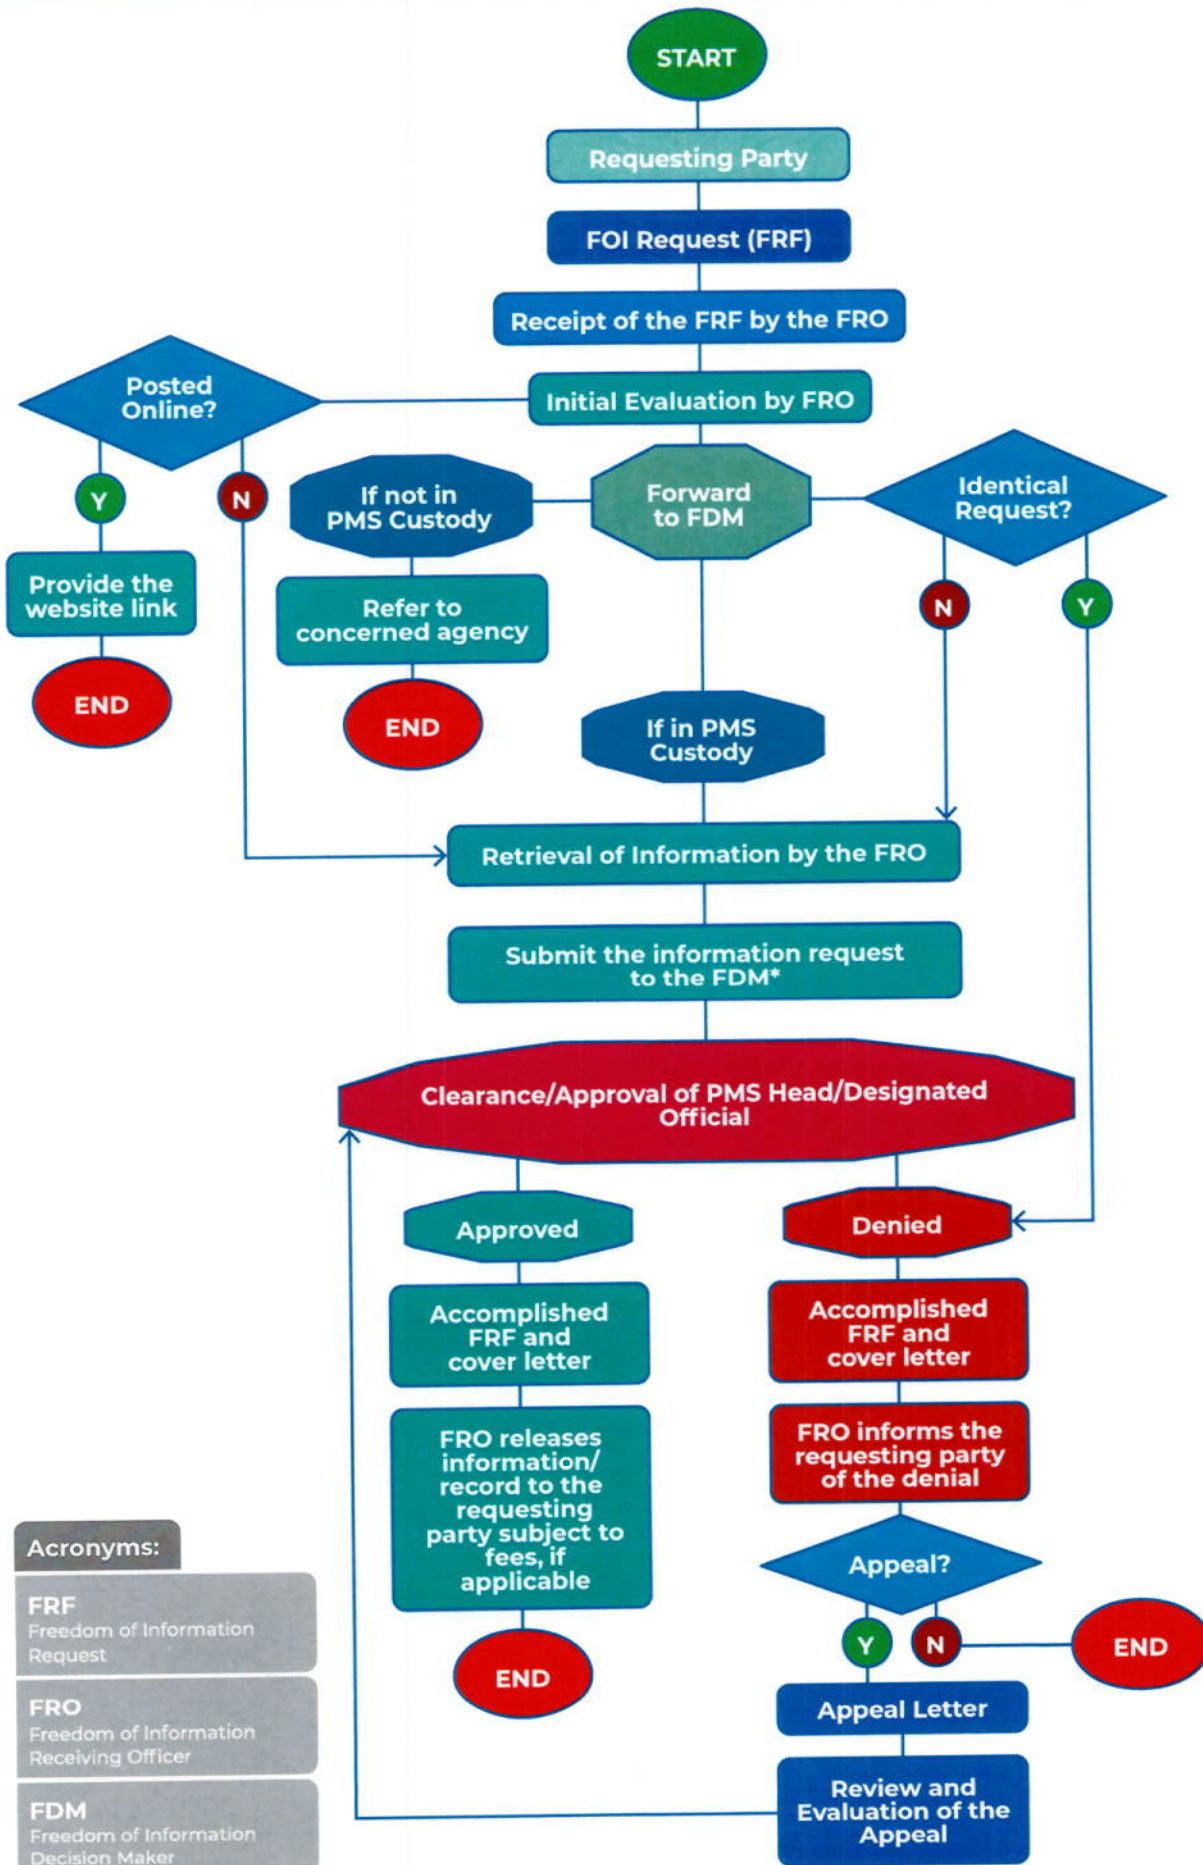 START
Requesting Party
FOI Request (FRF)
Receipt of the FRF by the FRO
Initial Evaluation by FRO
Posted
Online?
Y
N
Provide the
website link
END
If not in
PMS Custody
Refer to
concerned agency
END
Forward
to FDM
Identical
Request?
N
Y
If in PMS
Custody
Retrieval of Information by the FRO
Submit the information request
to the FDM*
Clearance/Approval of PMS Head/Designated
Official
Approved
Accomplished
FRF and
cover letter
FRO releases
information/
record to the
requesting
party subject to
fees, if
applicable
END
Denied
Accomplished
FRF and
cover letter
FRO informs the
requesting party
of the denial
Appeal?
Y
N
END
Appeal Letter
Review and
Evaluation of the
Appeal
Acronyms:
FRF
Freedom of Information
Request
FRO
Freedom of Information
Receiving Officer
FDM
Freedom of Information
Decision Maker